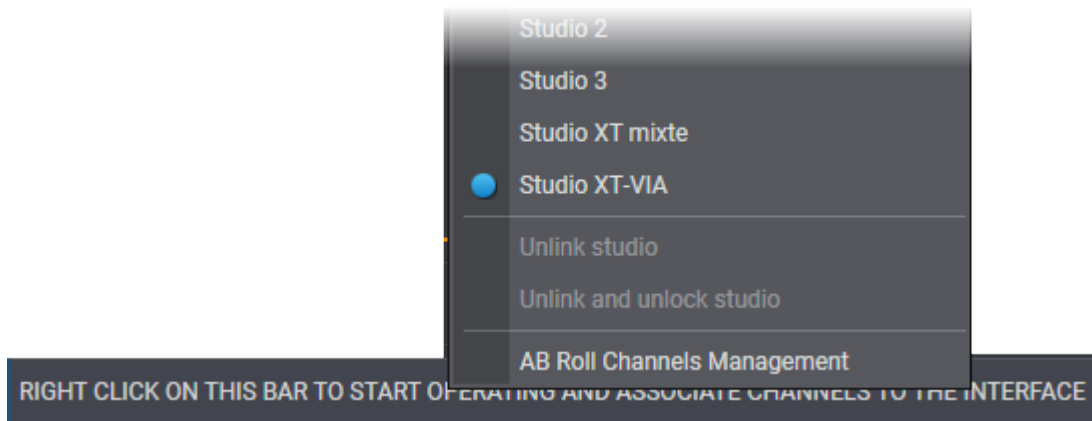 Studio 2
Studio 3
Studio XT mixte
Studio XT-VIA
Unlink studio
Unlink and unlock studio
AB Roll Channels Management
RIGHT CLICK ON THIS BAR TO START OPERATING AND ASSOCIATE CHANNELS TO THE INTERFACE